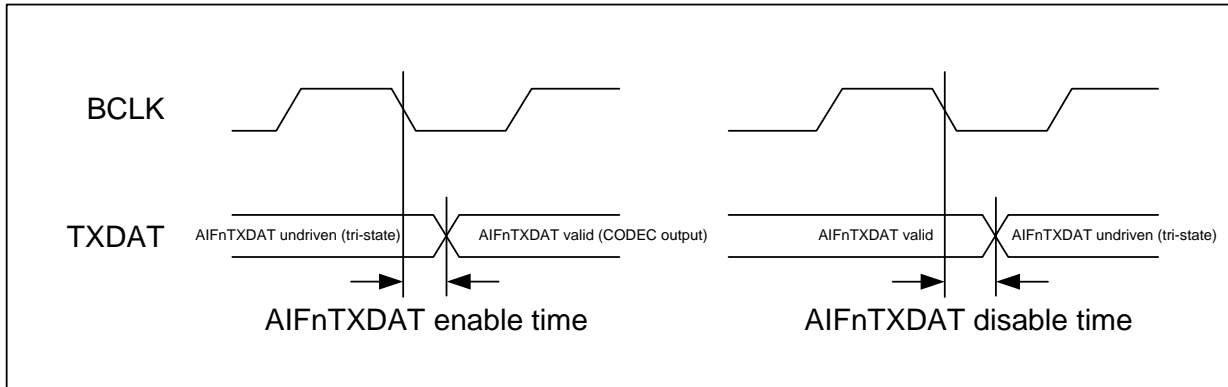 BCLK
TXDAT
AIFnTXDAT undriven (tri-state)
AIFnTXDAT valid (CODEC output)
AIFnTXDAT valid
AIFnTXDAT undriven (tri-state)
AIFnTXDAT enable time
AIFnTXDAT disable time